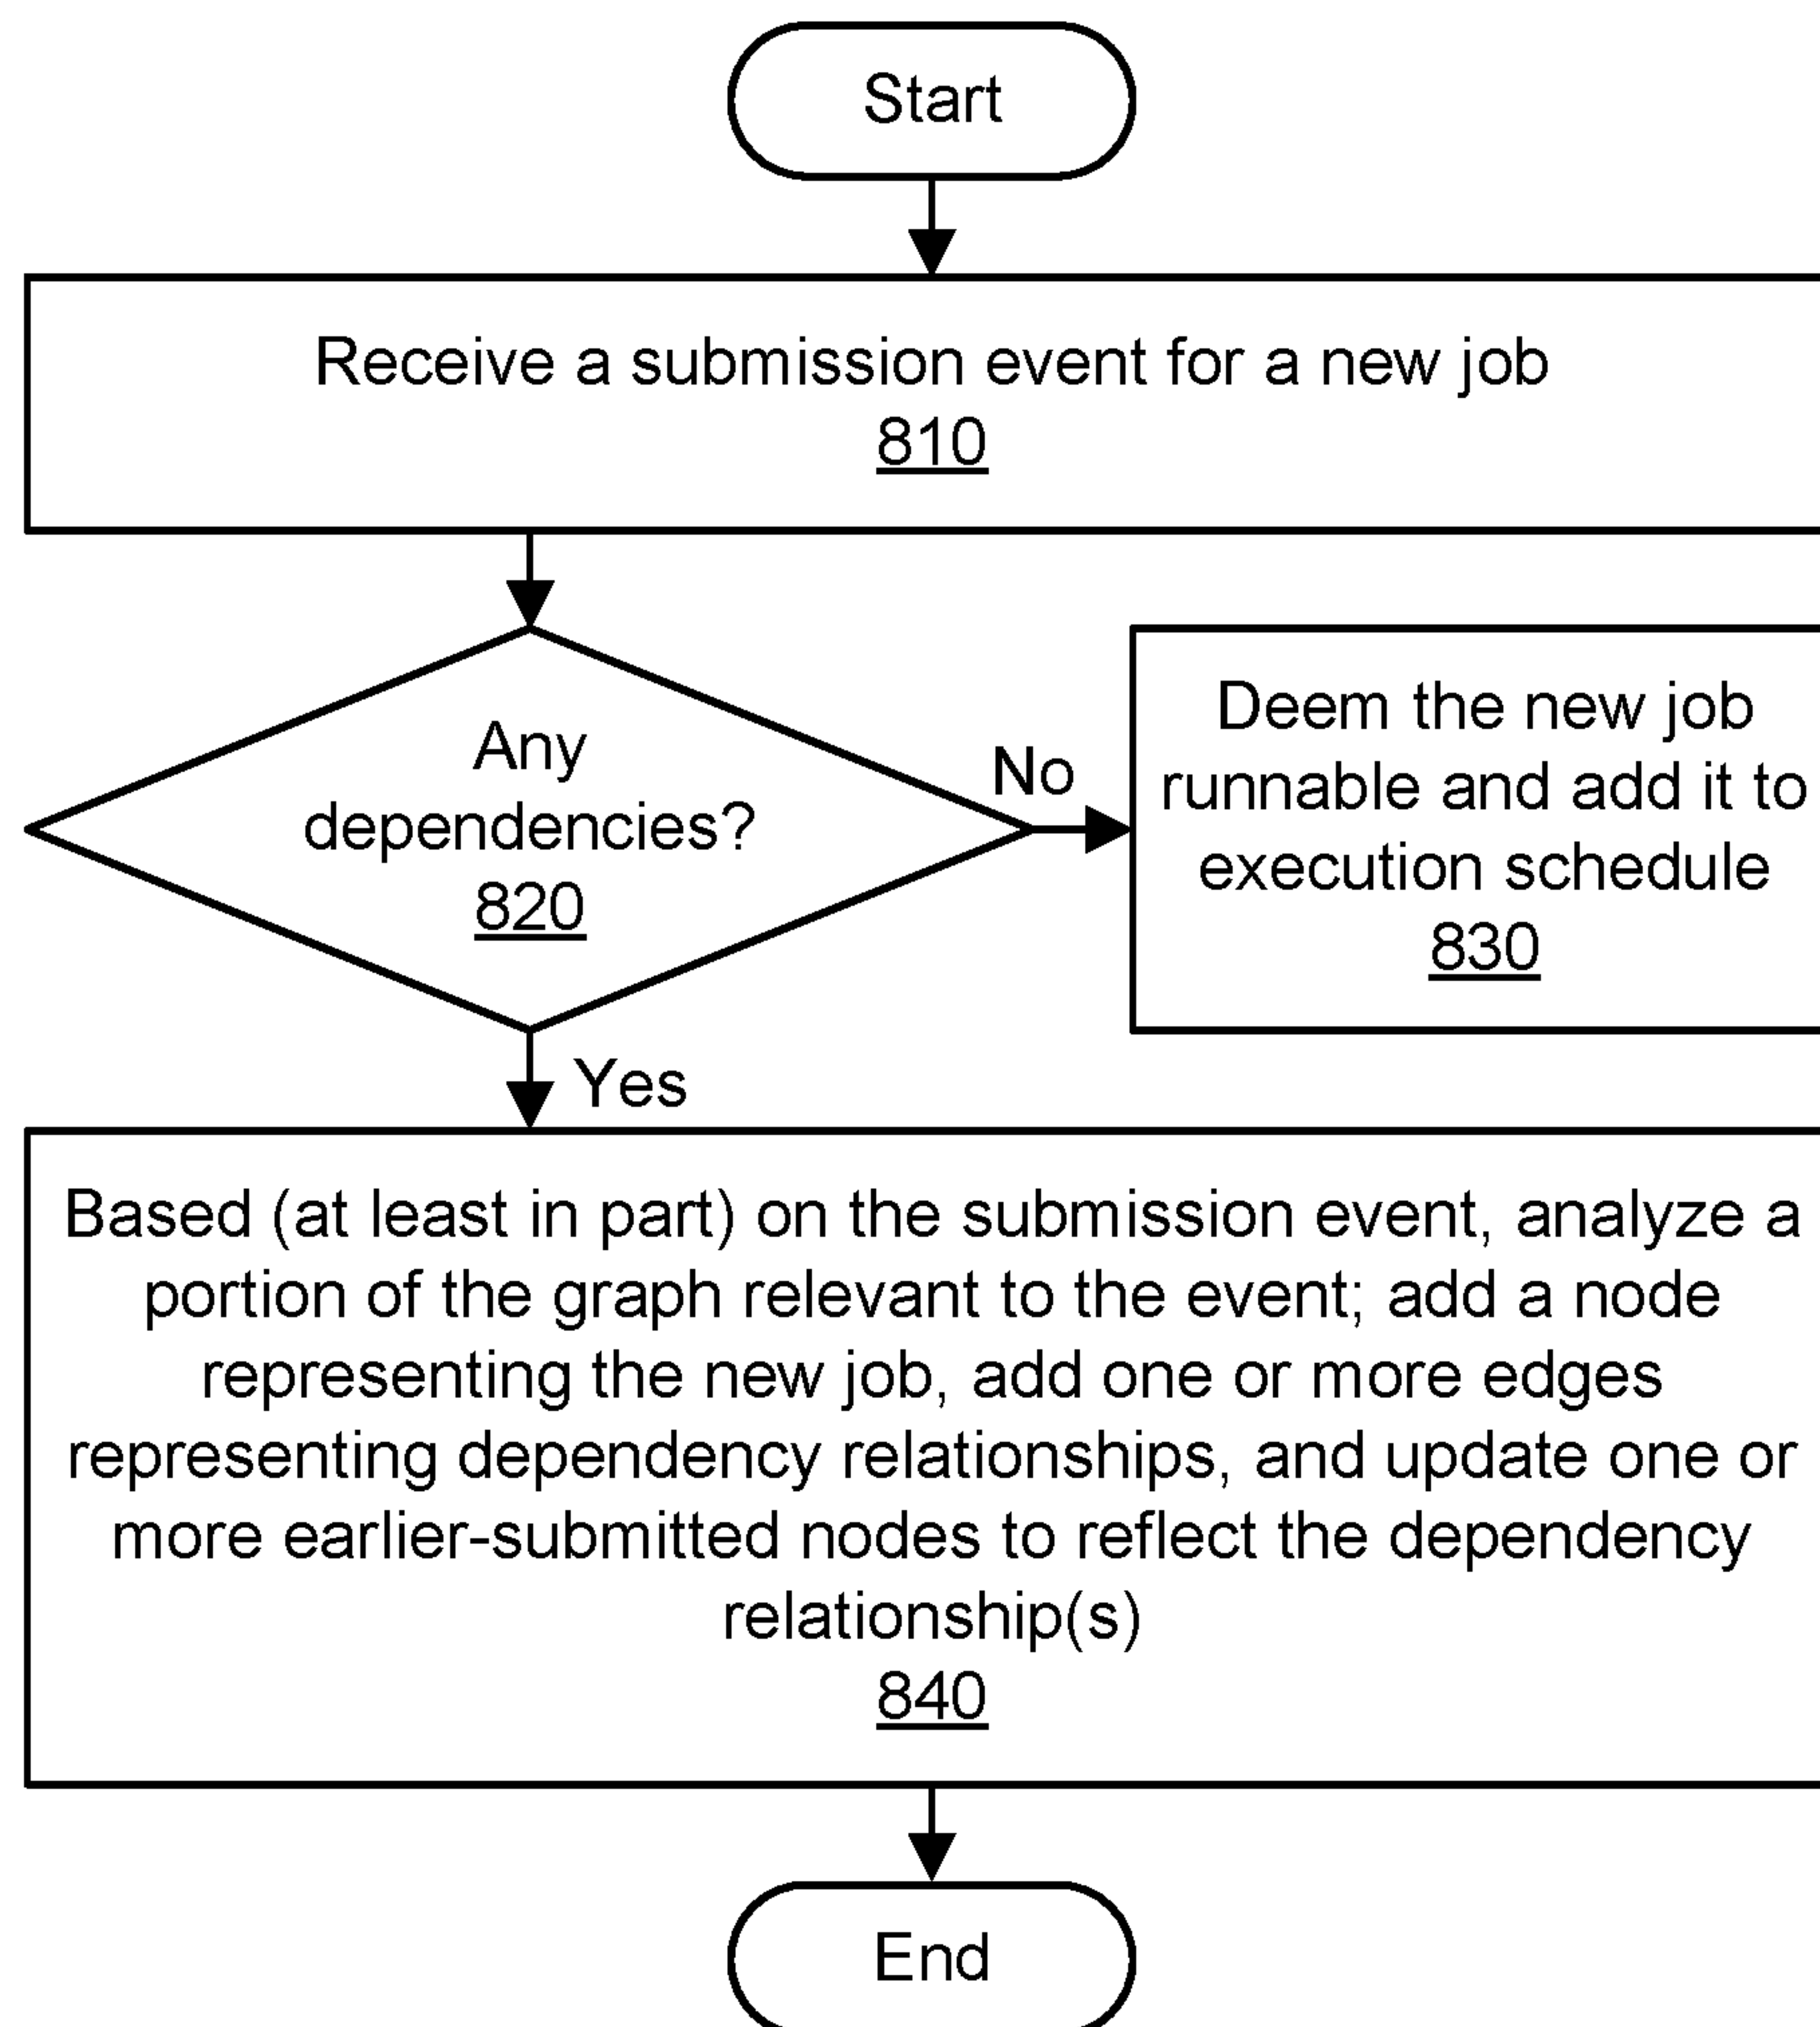 Start
Receive a submission event for a new job
810
Any
dependencies?
820
No
Deem the new job
runnable and add it to
execution schedule
830
Yes
Based (at least in part) on the submission event, analyze a
portion of the graph relevant to the event; add a node
representing the new job, add one or more edges
representing dependency relationships, and update one or
more earlier-submitted nodes to reflect the dependency
relationship(s)
840
End